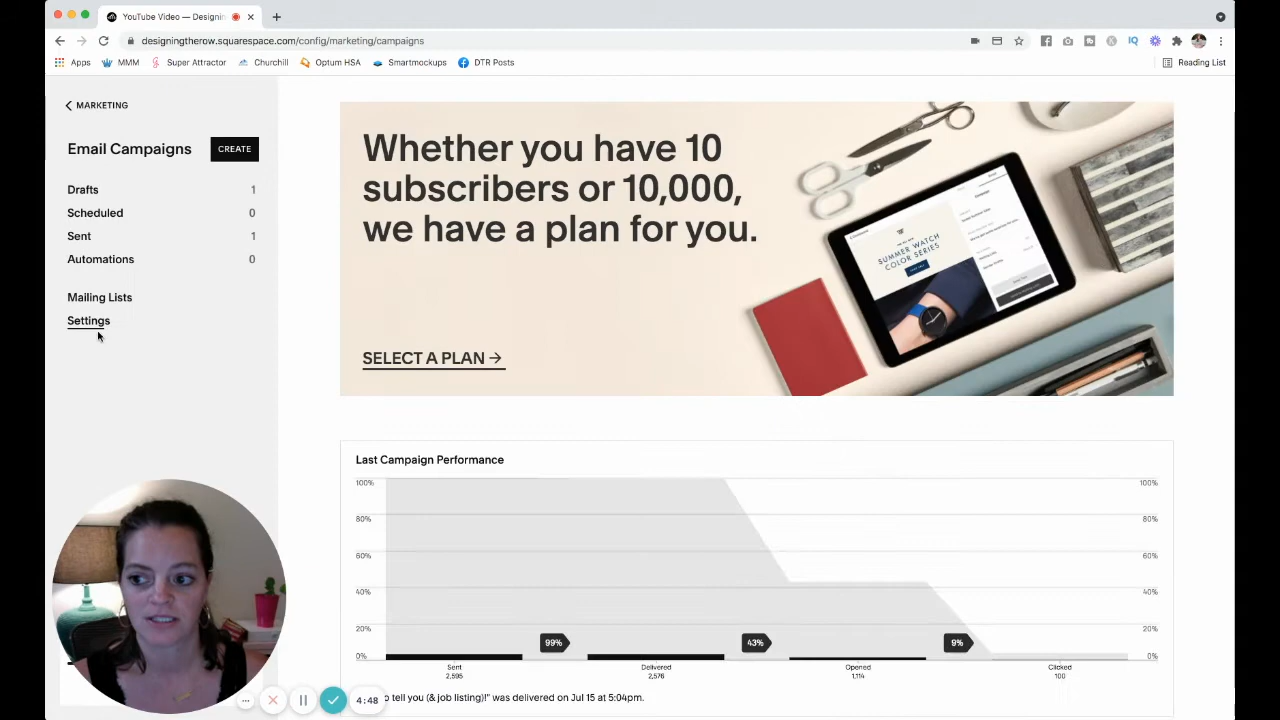 YouTube Video — Designi
designingtherow.squarespace.com/config/marketing/campaigns
Apps MMM Super Attractor Churchill Optum HSA Smartmockups DTR Posts Reading List
MARKETING
Email Campaigns CREATE
Drafts 1
Scheduled 0
Sent 1
Automations 0
Mailing Lists
Settings
Whether you have 10
subscribers or 10,000,
we have a plan for you.
SELECT A PLAN →
SUMMER WATCH
COLOR SERIES
Last Campaign Performance
100% 100%
80% 80%
60% 60%
40% 40%
20% 20%
0% 0%
99% 43% 9%
Sent Delivered Opened Clicked
2,595 2,576 1,114 100
o tell you (& job listing)!" was delivered on Jul 15 at 5:04pm.
4:48